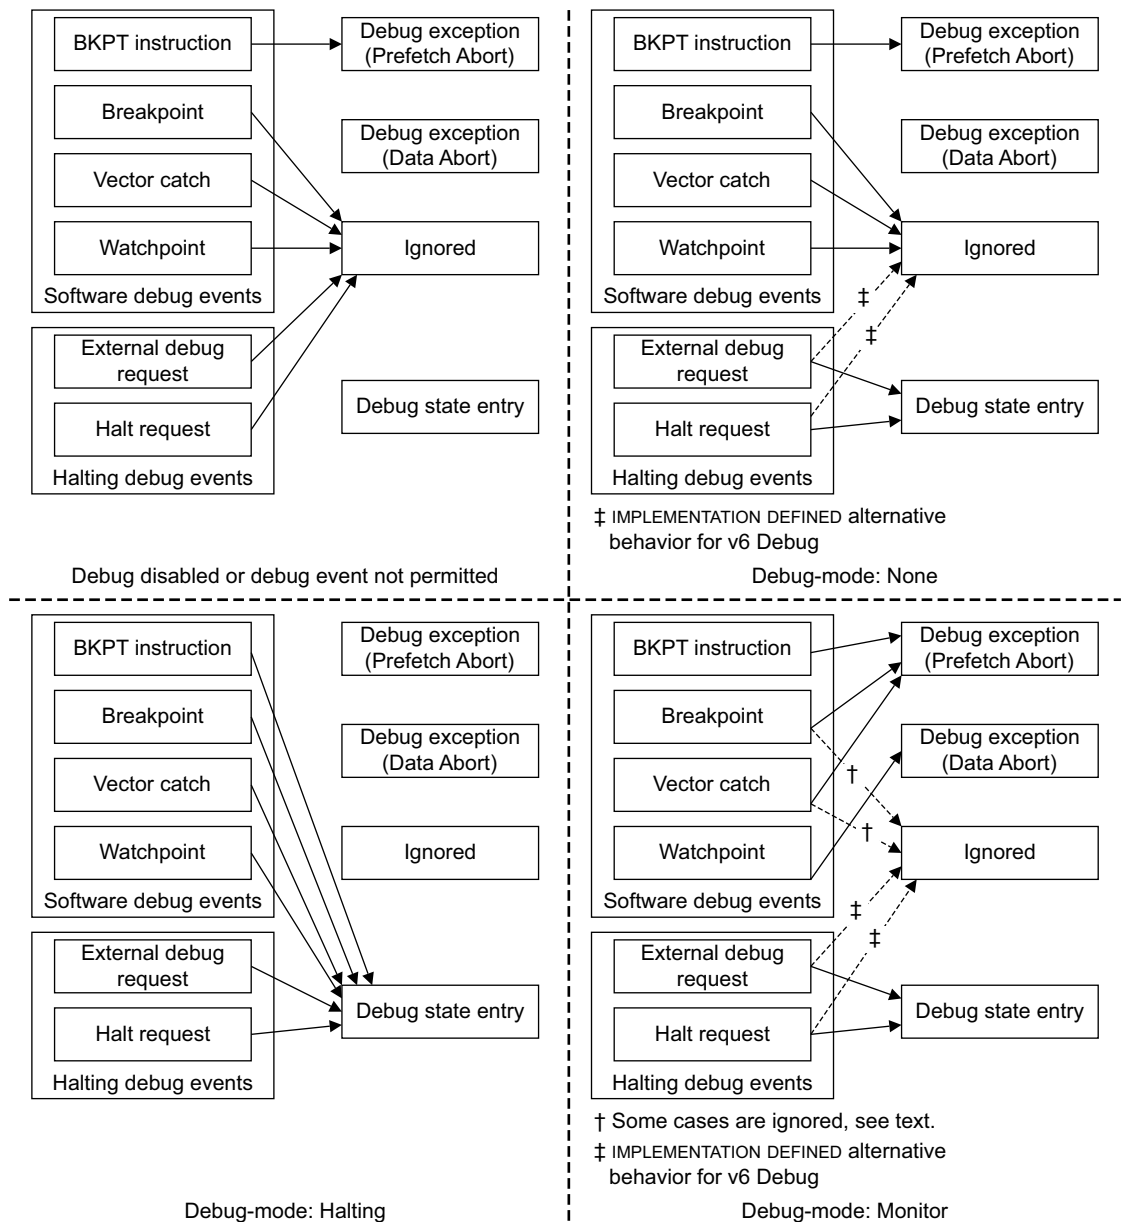 BKPT instruction
Debug exception
(Prefetch Abort)
Breakpoint
Debug exception
(Data Abort)
Vector catch
Watchpoint
Ignored
Software debug events
External debug
request
Debug state entry
Halt request
Halting debug events
Debug disabled or debug event not permitted
BKPT instruction
Debug exception
(Prefetch Abort)
Breakpoint
Debug exception
(Data Abort)
Vector catch
Watchpoint
Ignored
Software debug events
‡
‡
External debug
request
Debug state entry
Halt request
Halting debug events
‡ IMPLEMENTATION DEFINED alternative
behavior for v6 Debug
Debug-mode: None
BKPT instruction
Debug exception
(Prefetch Abort)
Breakpoint
Debug exception
(Data Abort)
Vector catch
Watchpoint
Ignored
Software debug events
External debug
request
Debug state entry
Halt request
Halting debug events
Debug-mode: Halting
BKPT instruction
Debug exception
(Prefetch Abort)
Breakpoint
Debug exception
(Data Abort)
†
Vector catch
†
Watchpoint
Ignored
Software debug events
‡
‡
External debug
request
Debug state entry
Halt request
Halting debug events
† Some cases are ignored, see text.
‡ IMPLEMENTATION DEFINED alternative
behavior for v6 Debug
Debug-mode: Monitor